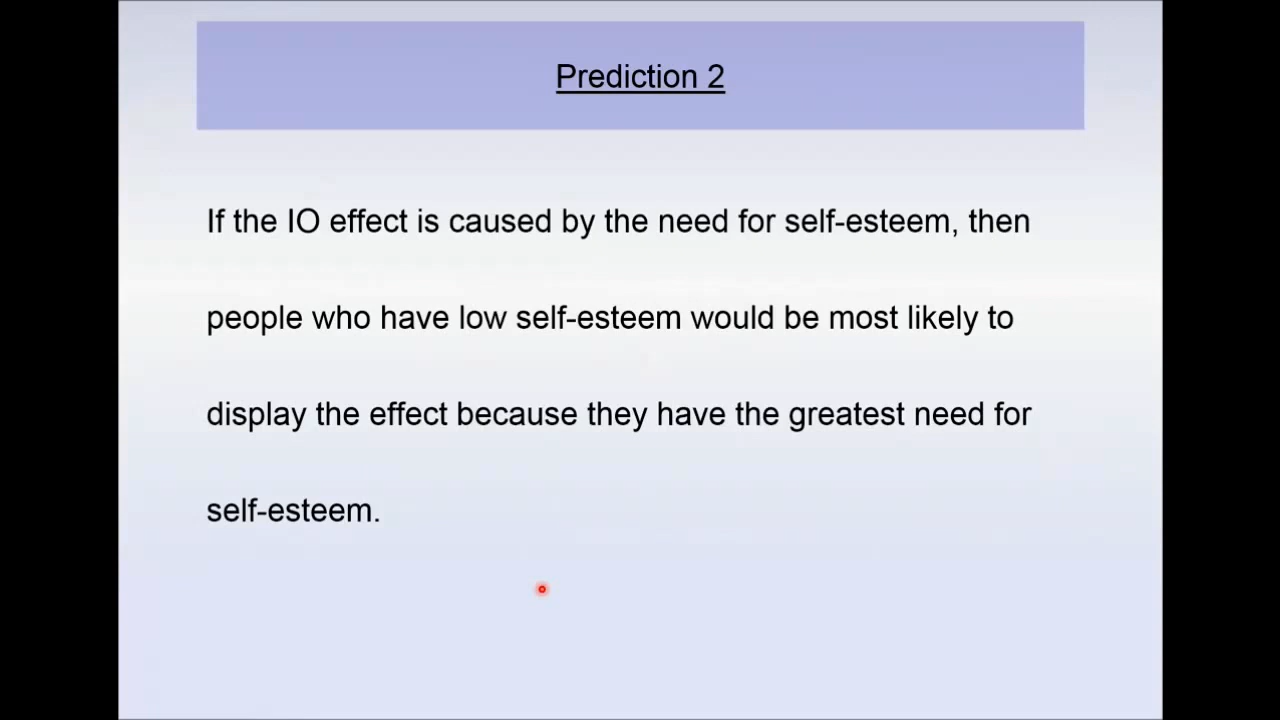 Prediction 2
If the IO effect is caused by the need for self-esteem, then
people who have low self-esteem would be most likely to
display the effect because they have the greatest need for
self-esteem.